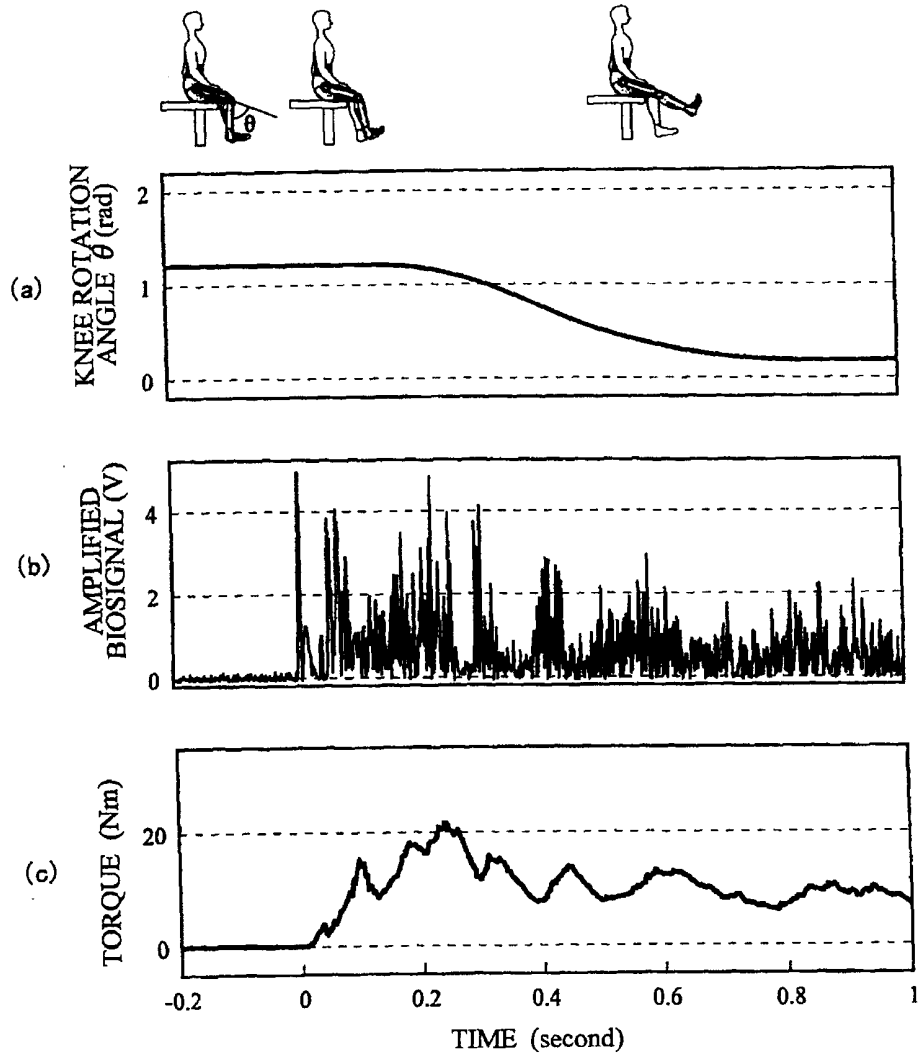 θ
(a)
KNEE ROTATION
ANGLE θ (rad)
2
1
0
(b)
AMPLIFIED
BIOSIGNAL (V)
4
2
0
(c)
TORQUE (Nm)
20
0
-0.2 0 0.2 0.4 0.6 0.8 1
TIME (second)